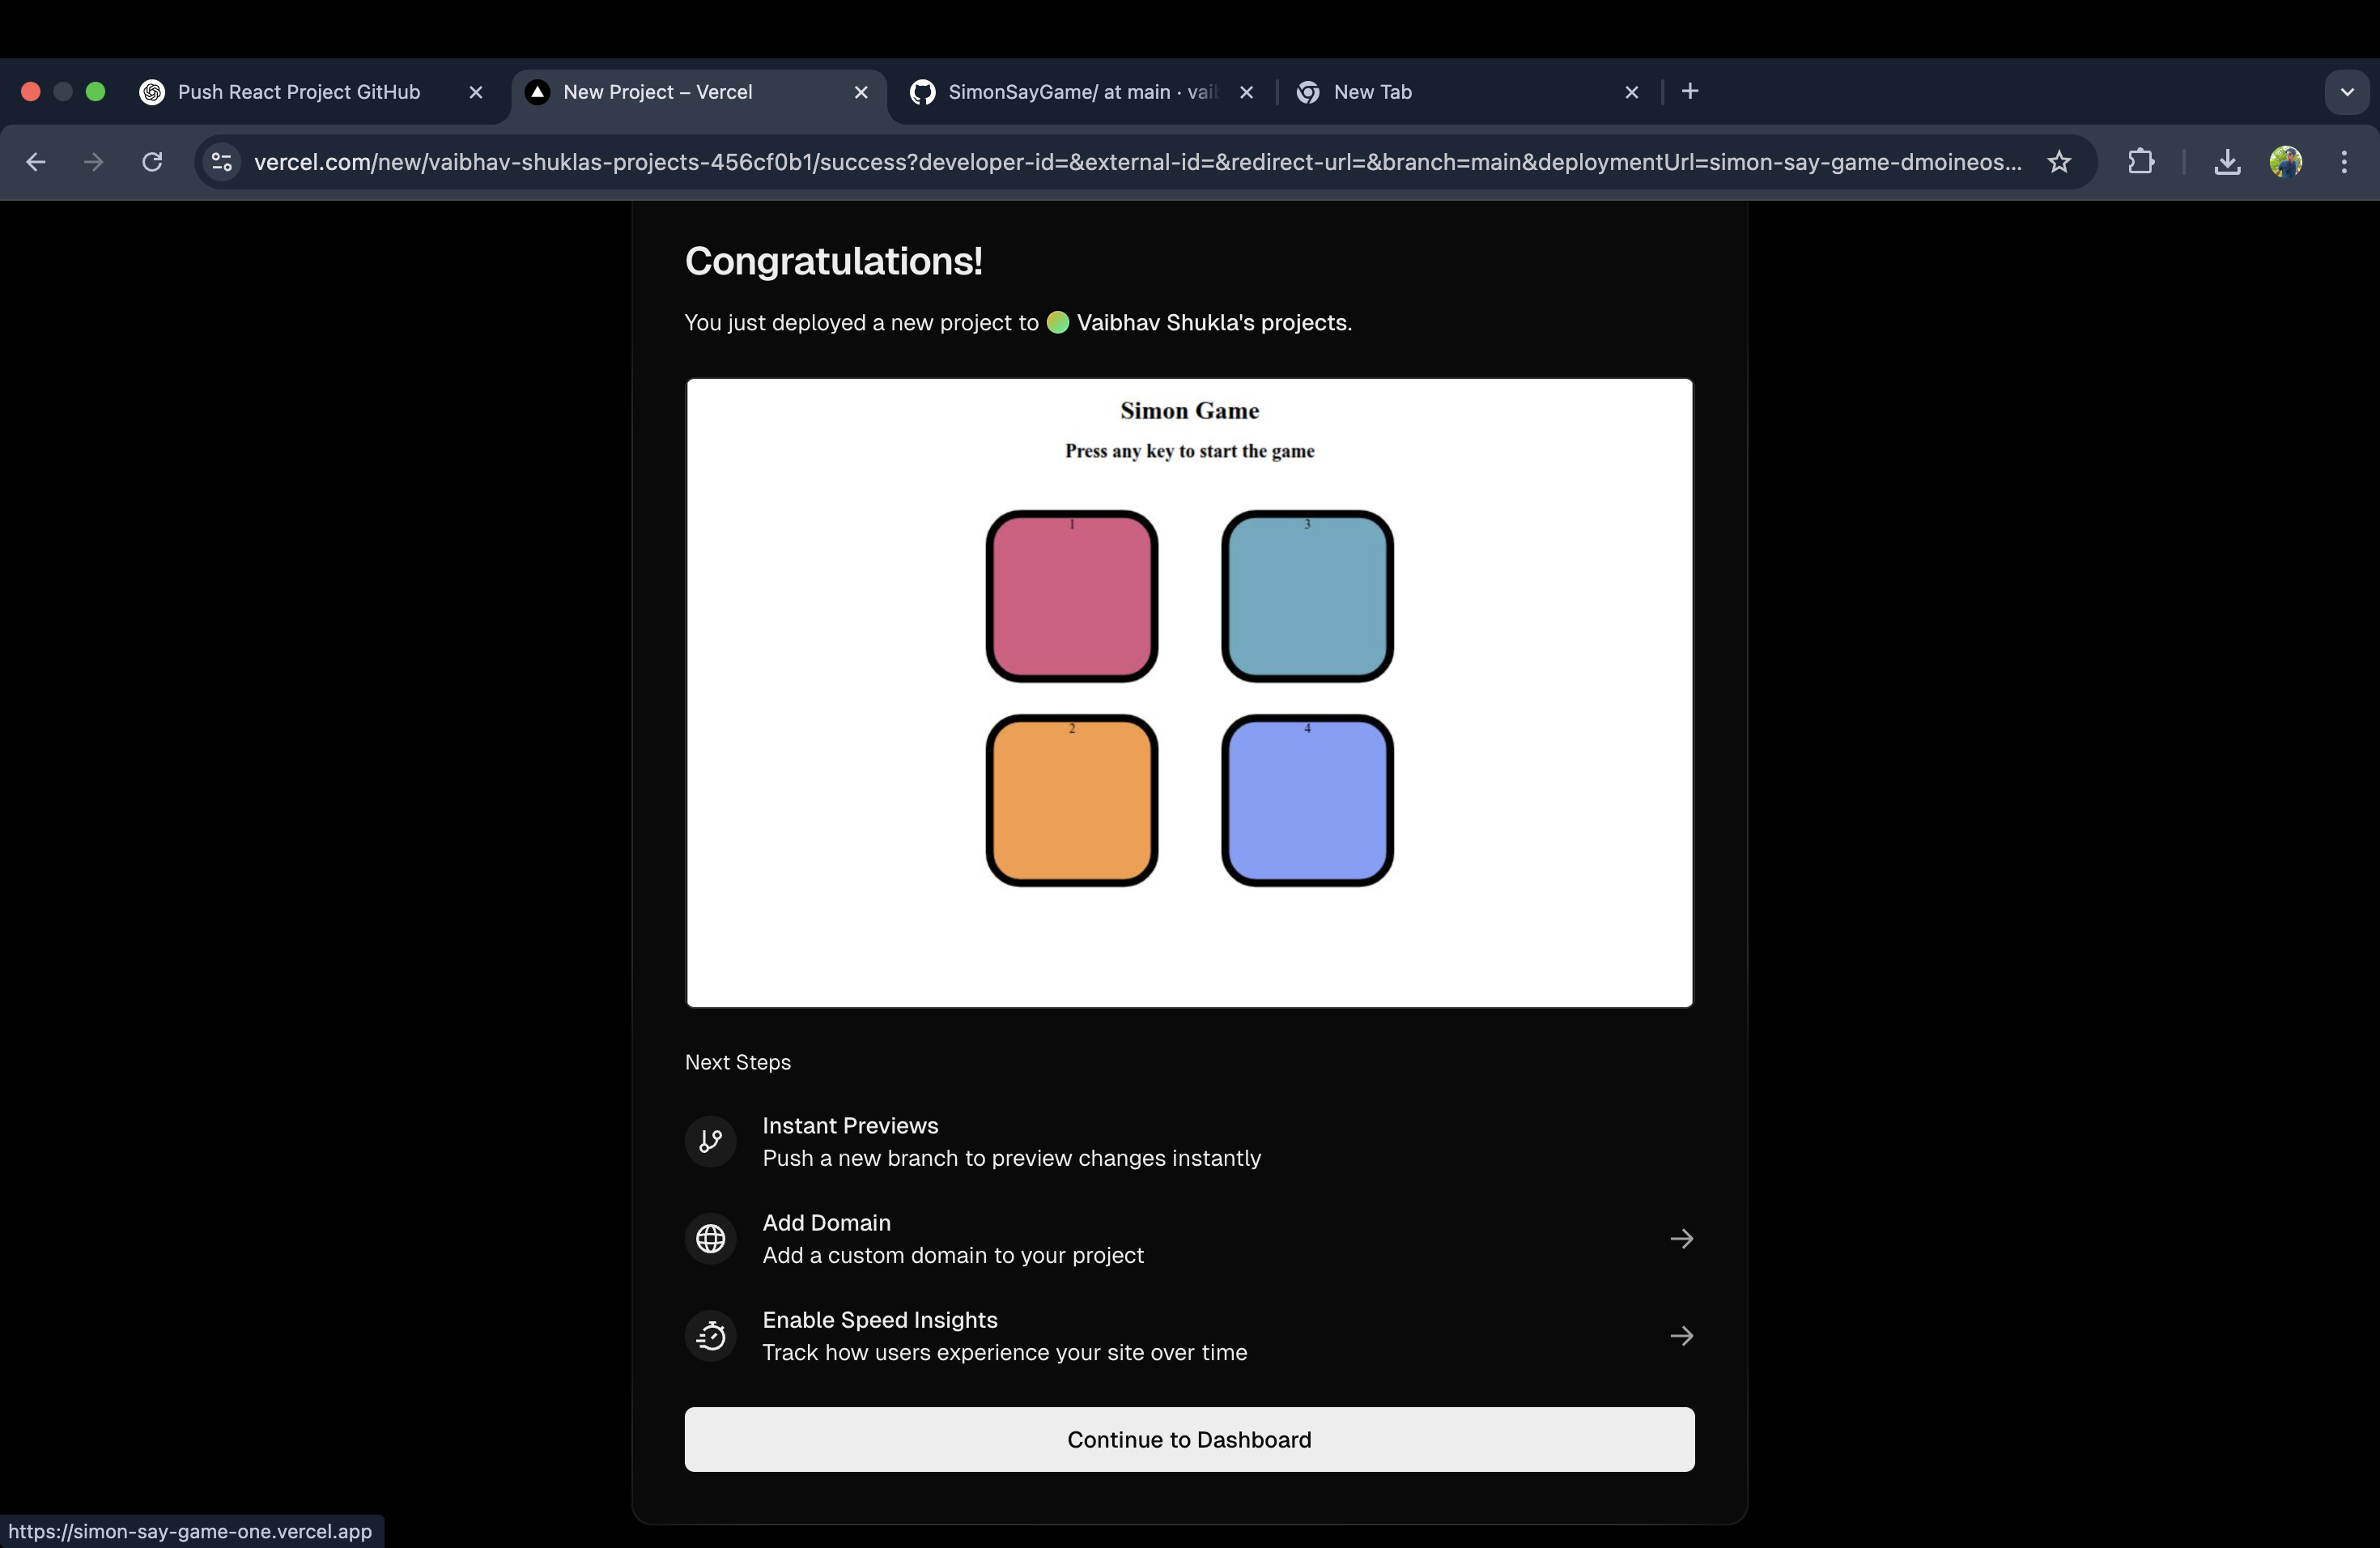 Push React Project GitHub
New Project – Vercel
SimonSayGame/ at main · vai
New Tab
vercel.com/new/vaibhav-shuklas-projects-456cf0b1/success?developer-id=&external-id=&redirect-url=&branch=main&deploymentUrl=simon-say-game-dmoineos...
Congratulations!
You just deployed a new project to Vaibhav Shukla's projects.
Simon Game
Press any key to start the game
1
3
2
4
Next Steps
Instant Previews
Push a new branch to preview changes instantly
Add Domain
Add a custom domain to your project
Enable Speed Insights
Track how users experience your site over time
Continue to Dashboard
https://simon-say-game-one.vercel.app